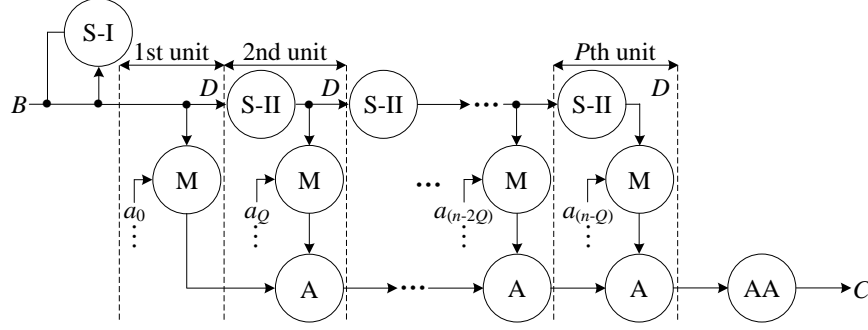 S-I
1st unit 2nd unit Pth unit
B D S-II D S-II ... S-II D
M M ... M M
a0 aQ a(n-2Q) a(n-Q)
A ... A A AA C